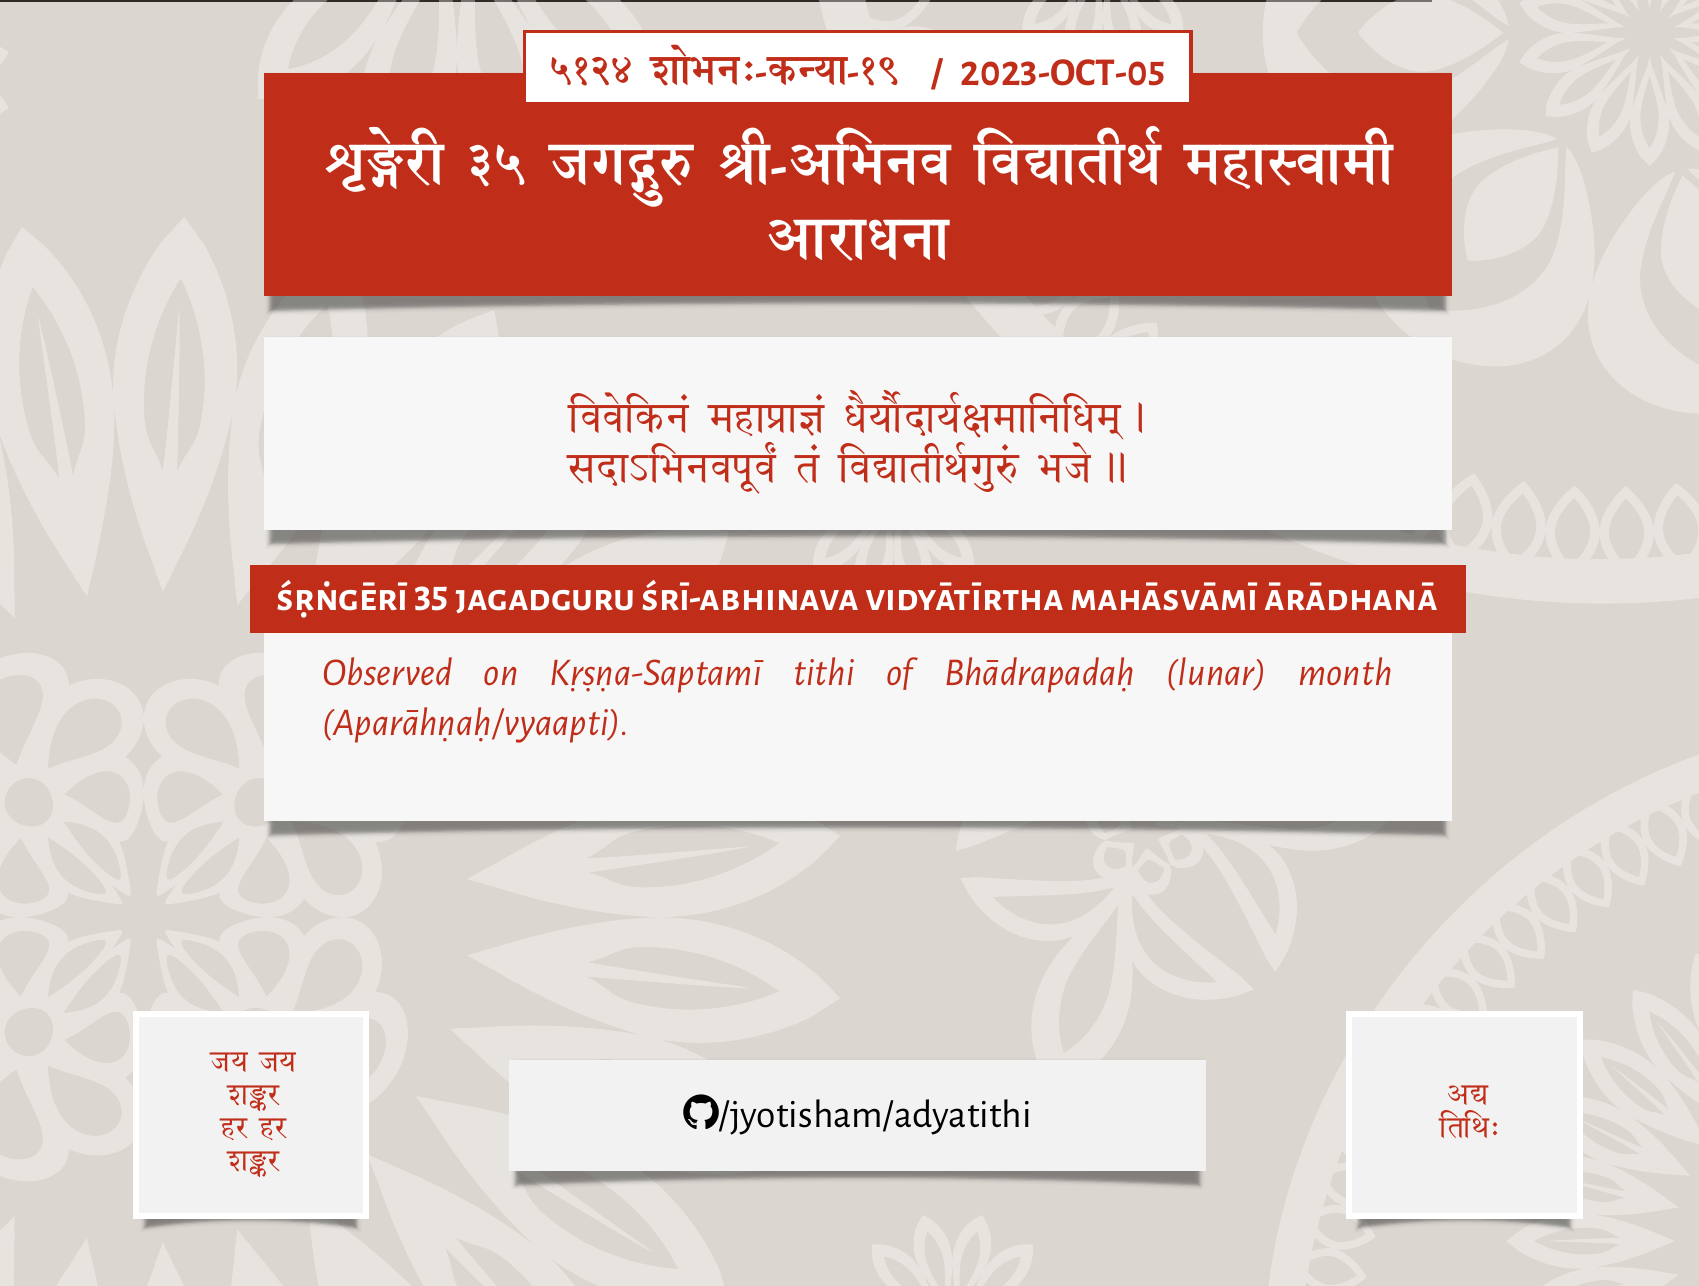 ५१२४ शोभनः-कन्या-१९ / 2023-OCT-05
शृङ्गेरी ३५ जगद्गुरु श्री-अभिनव विद्यातीर्थ महास्वामी
आराधना
विवेकिनं महाप्राज्ञं धैर्यौदार्यक्षमानिधिम्।
सदाऽभिनवपूर्वं तं विद्यातीर्थगुरुं भजे॥
ŚṚṄGĒRĪ 35 JAGADGURU ŚRĪ-ABHINAVA VIDYĀTĪRTHA MAHĀSVĀMĪ ĀRĀDHANĀ
Observed on Kṛṣṇa-Saptamī tithi of Bhādrapadaḥ (lunar) month
(Aparāhṇaḥ/vyaapti).
जय जय
शङ्कर
हर हर
शङ्कर
/jyotisham/adyatithi
अद्य
तिथिः